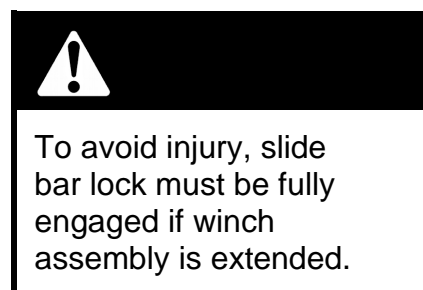 To avoid injury, slide
bar lock must be fully
engaged if winch
assembly is extended.